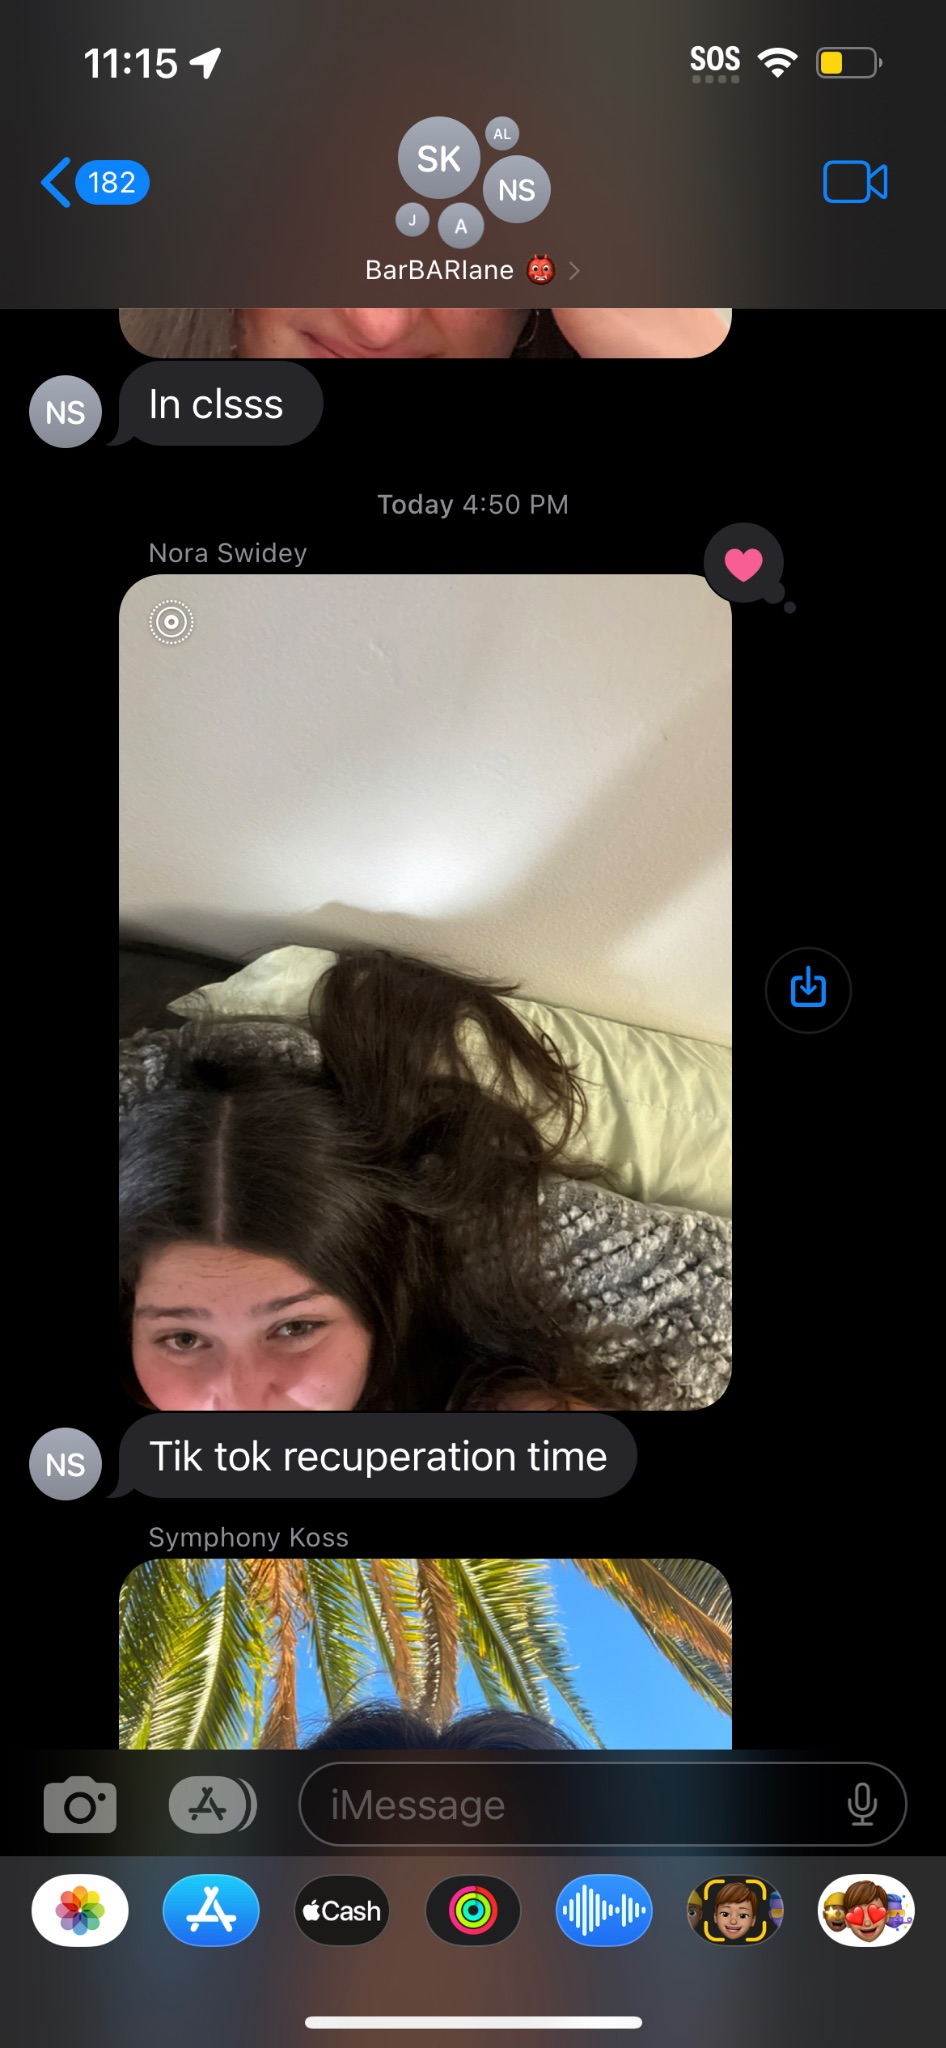 11:15
SOS
182
SK
AL
NS
J
A
BarBARlane 👹
In clsss
NS
Today 4:50 PM
Nora Swidey
Tik tok recuperation time
NS
Symphony Koss
iMessage
Cash